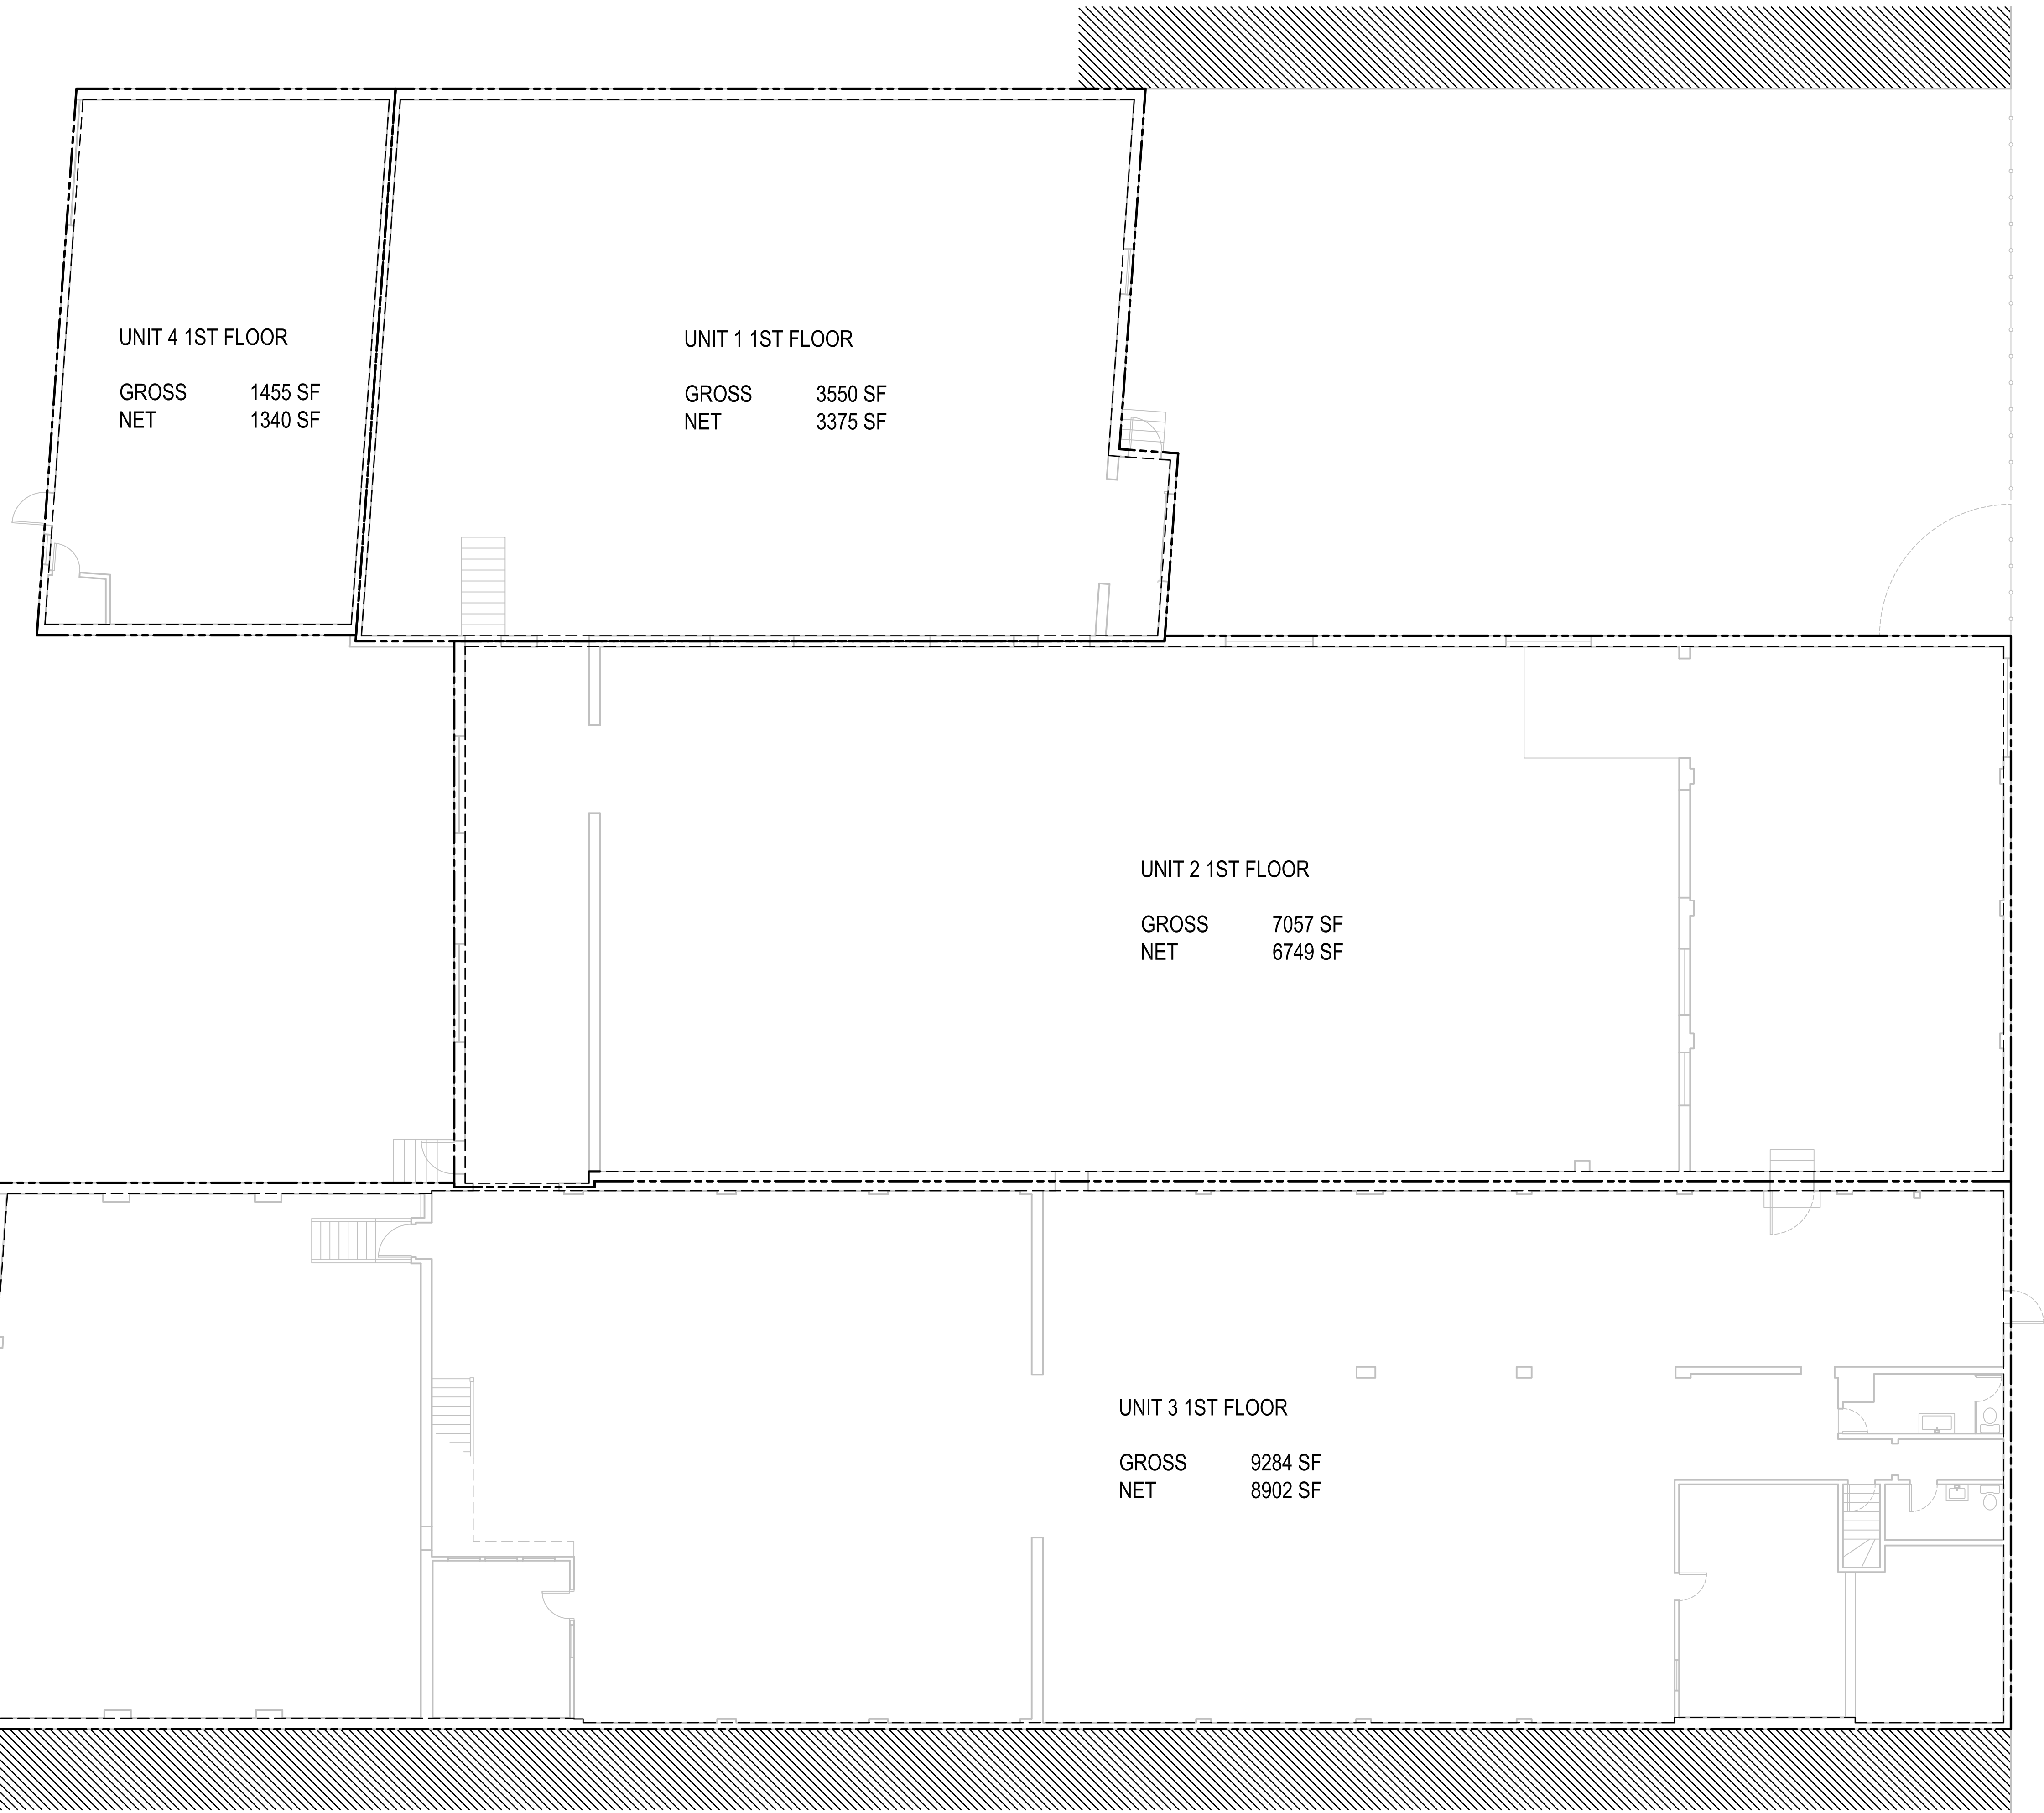 UNIT 4 1ST FLOOR
GROSS 1455 SF
NET 1340 SF
UNIT 1 1ST FLOOR
GROSS 3550 SF
NET 3375 SF
UNIT 2 1ST FLOOR
GROSS 7057 SF
NET 6749 SF
UNIT 3 1ST FLOOR
GROSS 9284 SF
NET 8902 SF